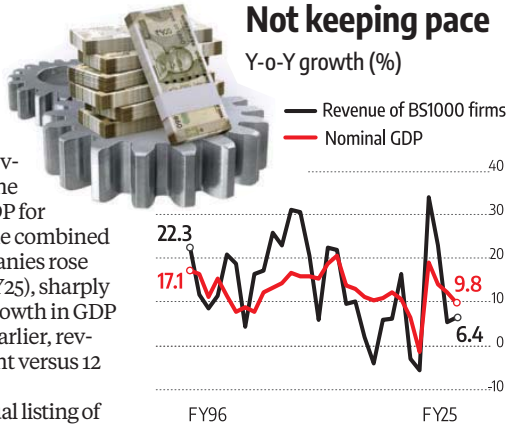 Not keeping pace
Y-o-Y growth (%)
Revenue of BS1000 firms
Nominal GDP
40
30
20
10
0
-10
22.3
17.1
9.8
6.4
FY96
FY25
ev-
ne
DP for
e combined
anies rose
Y25), sharply
owth in GDP
arlier, rev-
nt versus 12
al listing of